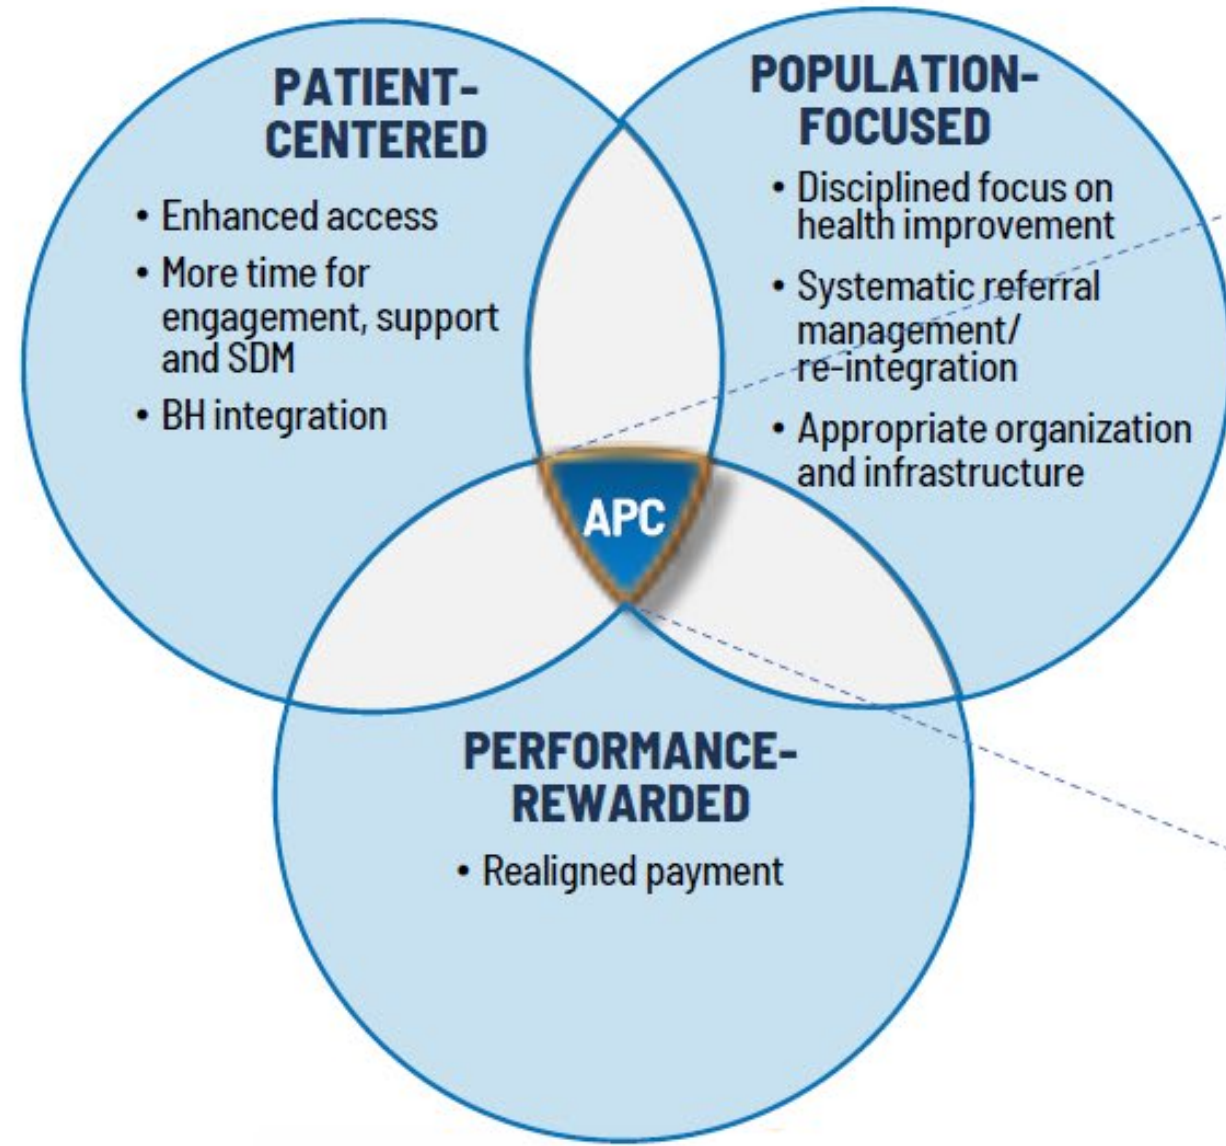 PATIENT-
CENTERED
• Enhanced access
• More time for
engagement, support
and SDM
• BH integration
POPULATION-
FOCUSED
• Disciplined focus on
health improvement
• Systematic referral
management/
re-integration
• Appropriate organization
and infrastructure
APC
PERFORMANCE-
REWARDED
• Realigned payment